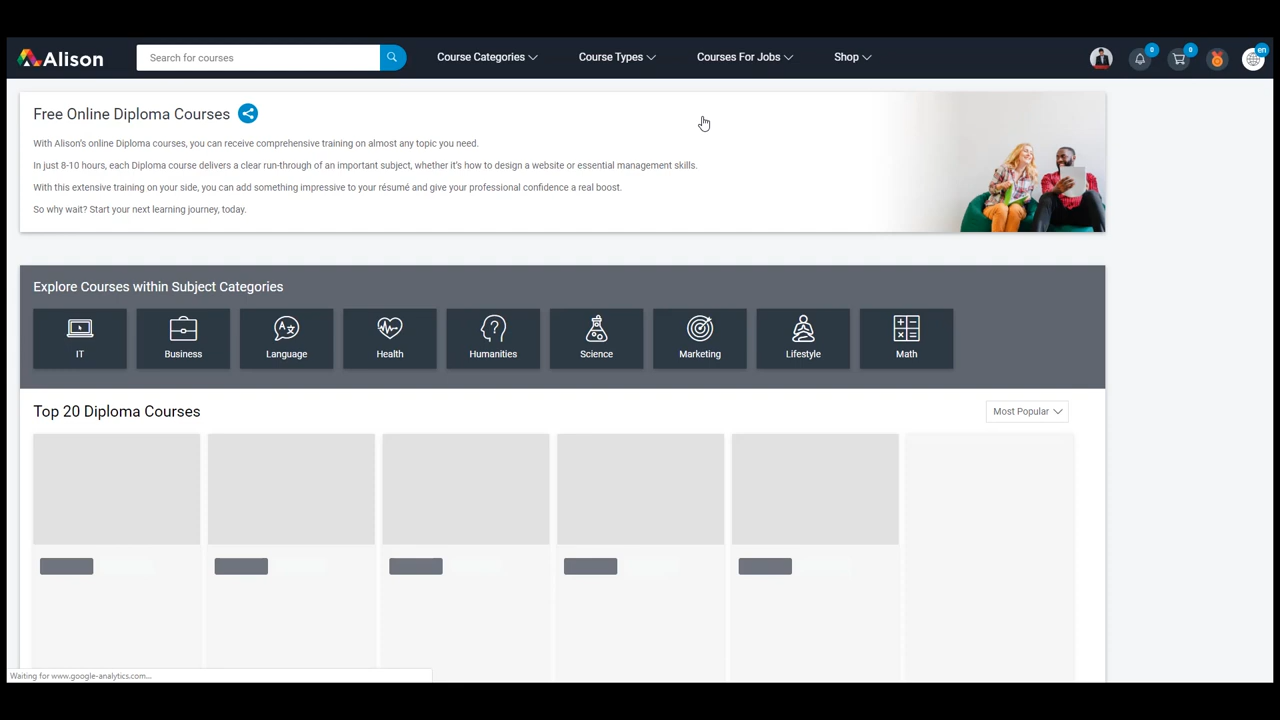 Alison
Search for courses
Course Categories
Course Types
Courses For Jobs
Shop
0
0
en
Free Online Diploma Courses
With Alison's online Diploma courses, you can receive comprehensive training on almost any topic you need.
In just 8-10 hours, each Diploma course delivers a clear run-through of an important subject, whether it's how to design a website or essential management skills.
With this extensive training on your side, you can add something impressive to your résumé and give your professional confidence a real boost.
So why wait? Start your next learning journey, today.
Explore Courses within Subject Categories
IT
Business
Language
Health
Humanities
Science
Marketing
Lifestyle
Math
Top 20 Diploma Courses
Most Popular
Waiting for www.google-analytics.com...